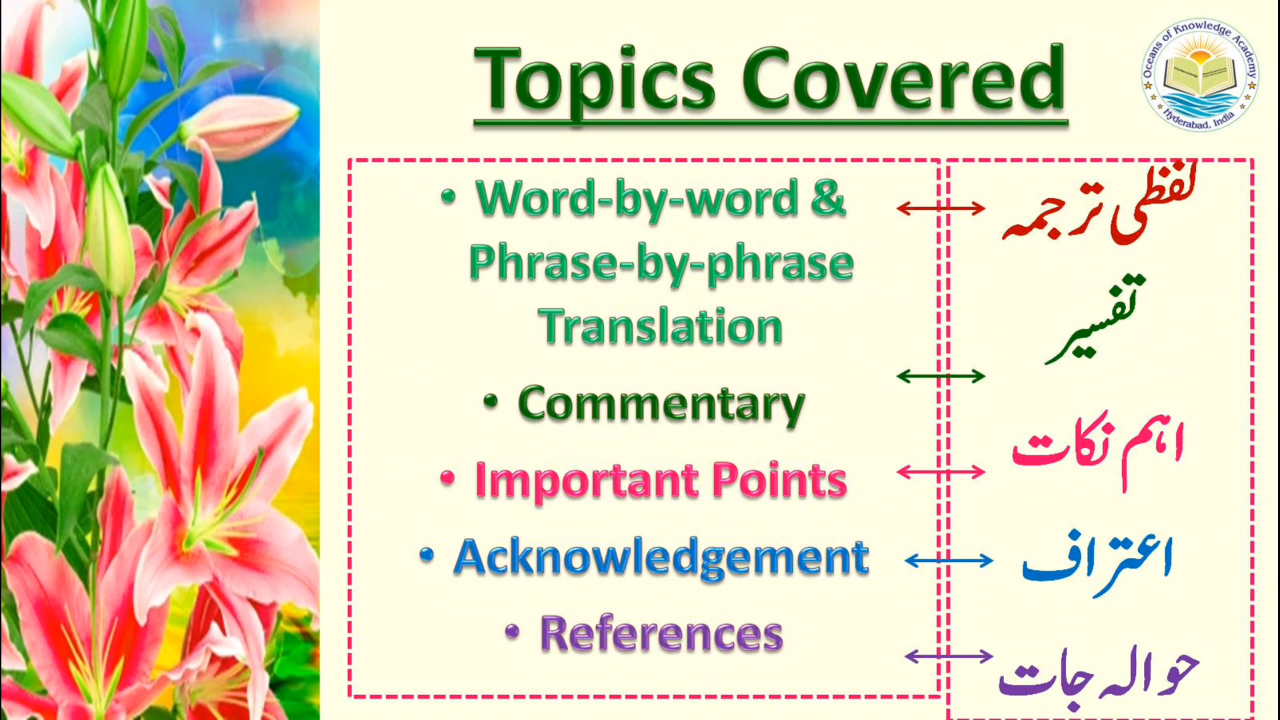 Topics Covered
Oceans of Knowledge Academy
Hyderabad, India
• Word-by-word &
Phrase-by-phrase
Translation
• Commentary
• Important Points
• Acknowledgement
• References
لفظی ترجمہ
تفسیر
اہم نکات
اعتراف
حوالہ جات